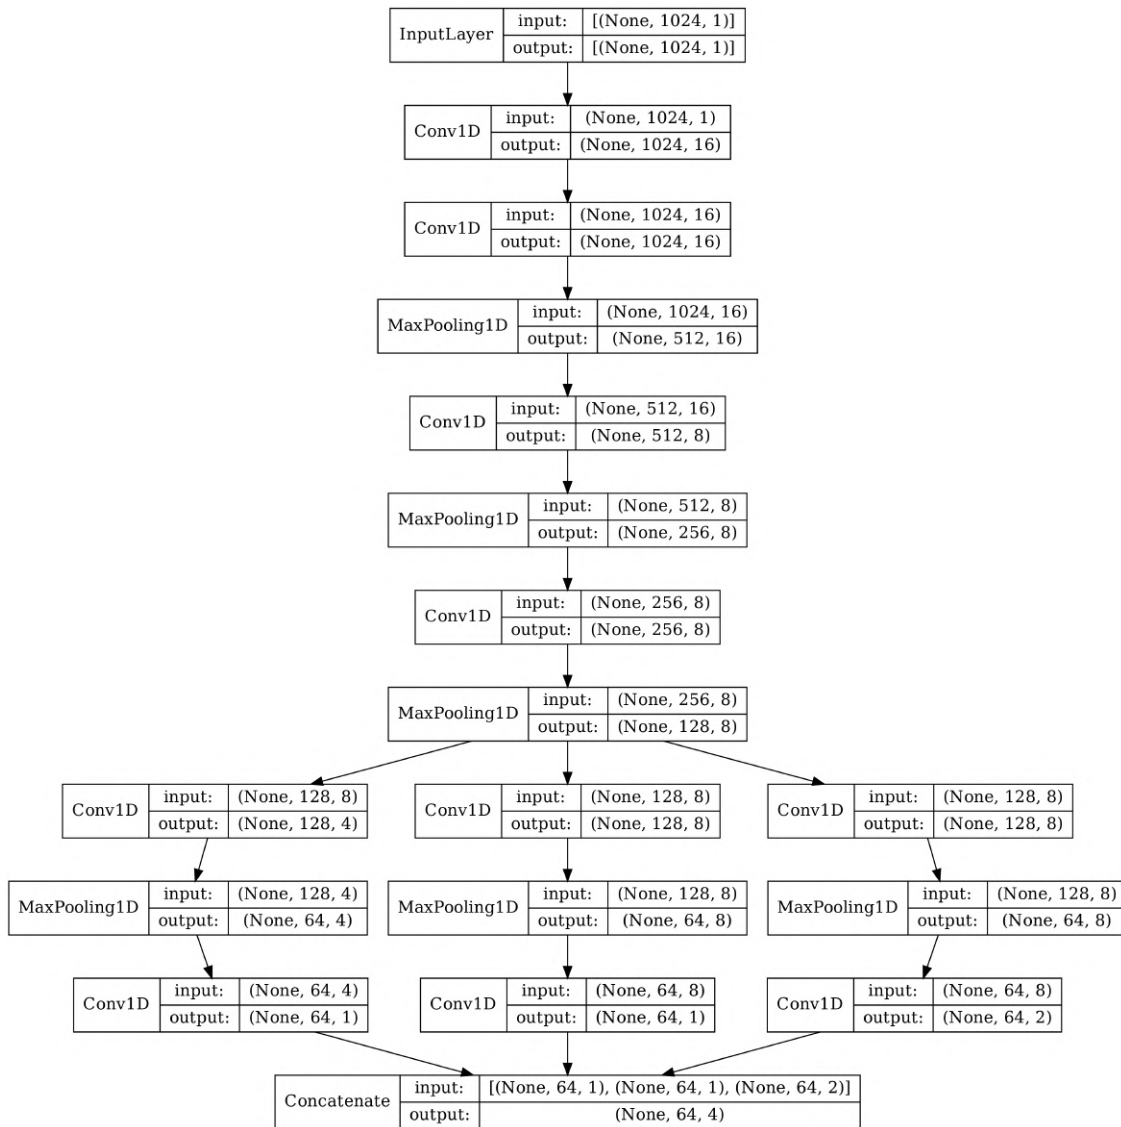 InputLayer
input: [(None, 1024, 1)]
output: [(None, 1024, 1)]
Conv1D
input: (None, 1024, 1)
output: (None, 1024, 16)
Conv1D
input: (None, 1024, 16)
output: (None, 1024, 16)
MaxPooling1D
input: (None, 1024, 16)
output: (None, 512, 16)
Conv1D
input: (None, 512, 16)
output: (None, 512, 8)
MaxPooling1D
input: (None, 512, 8)
output: (None, 256, 8)
Conv1D
input: (None, 256, 8)
output: (None, 256, 8)
MaxPooling1D
input: (None, 256, 8)
output: (None, 128, 8)
Conv1D
input: (None, 128, 8)
output: (None, 128, 4)
Conv1D
input: (None, 128, 8)
output: (None, 128, 8)
Conv1D
input: (None, 128, 8)
output: (None, 128, 8)
MaxPooling1D
input: (None, 128, 4)
output: (None, 64, 4)
MaxPooling1D
input: (None, 128, 8)
output: (None, 64, 8)
MaxPooling1D
input: (None, 128, 8)
output: (None, 64, 8)
Conv1D
input: (None, 64, 4)
output: (None, 64, 1)
Conv1D
input: (None, 64, 8)
output: (None, 64, 1)
Conv1D
input: (None, 64, 8)
output: (None, 64, 2)
Concatenate
input: [(None, 64, 1), (None, 64, 1), (None, 64, 2)]
output: (None, 64, 4)